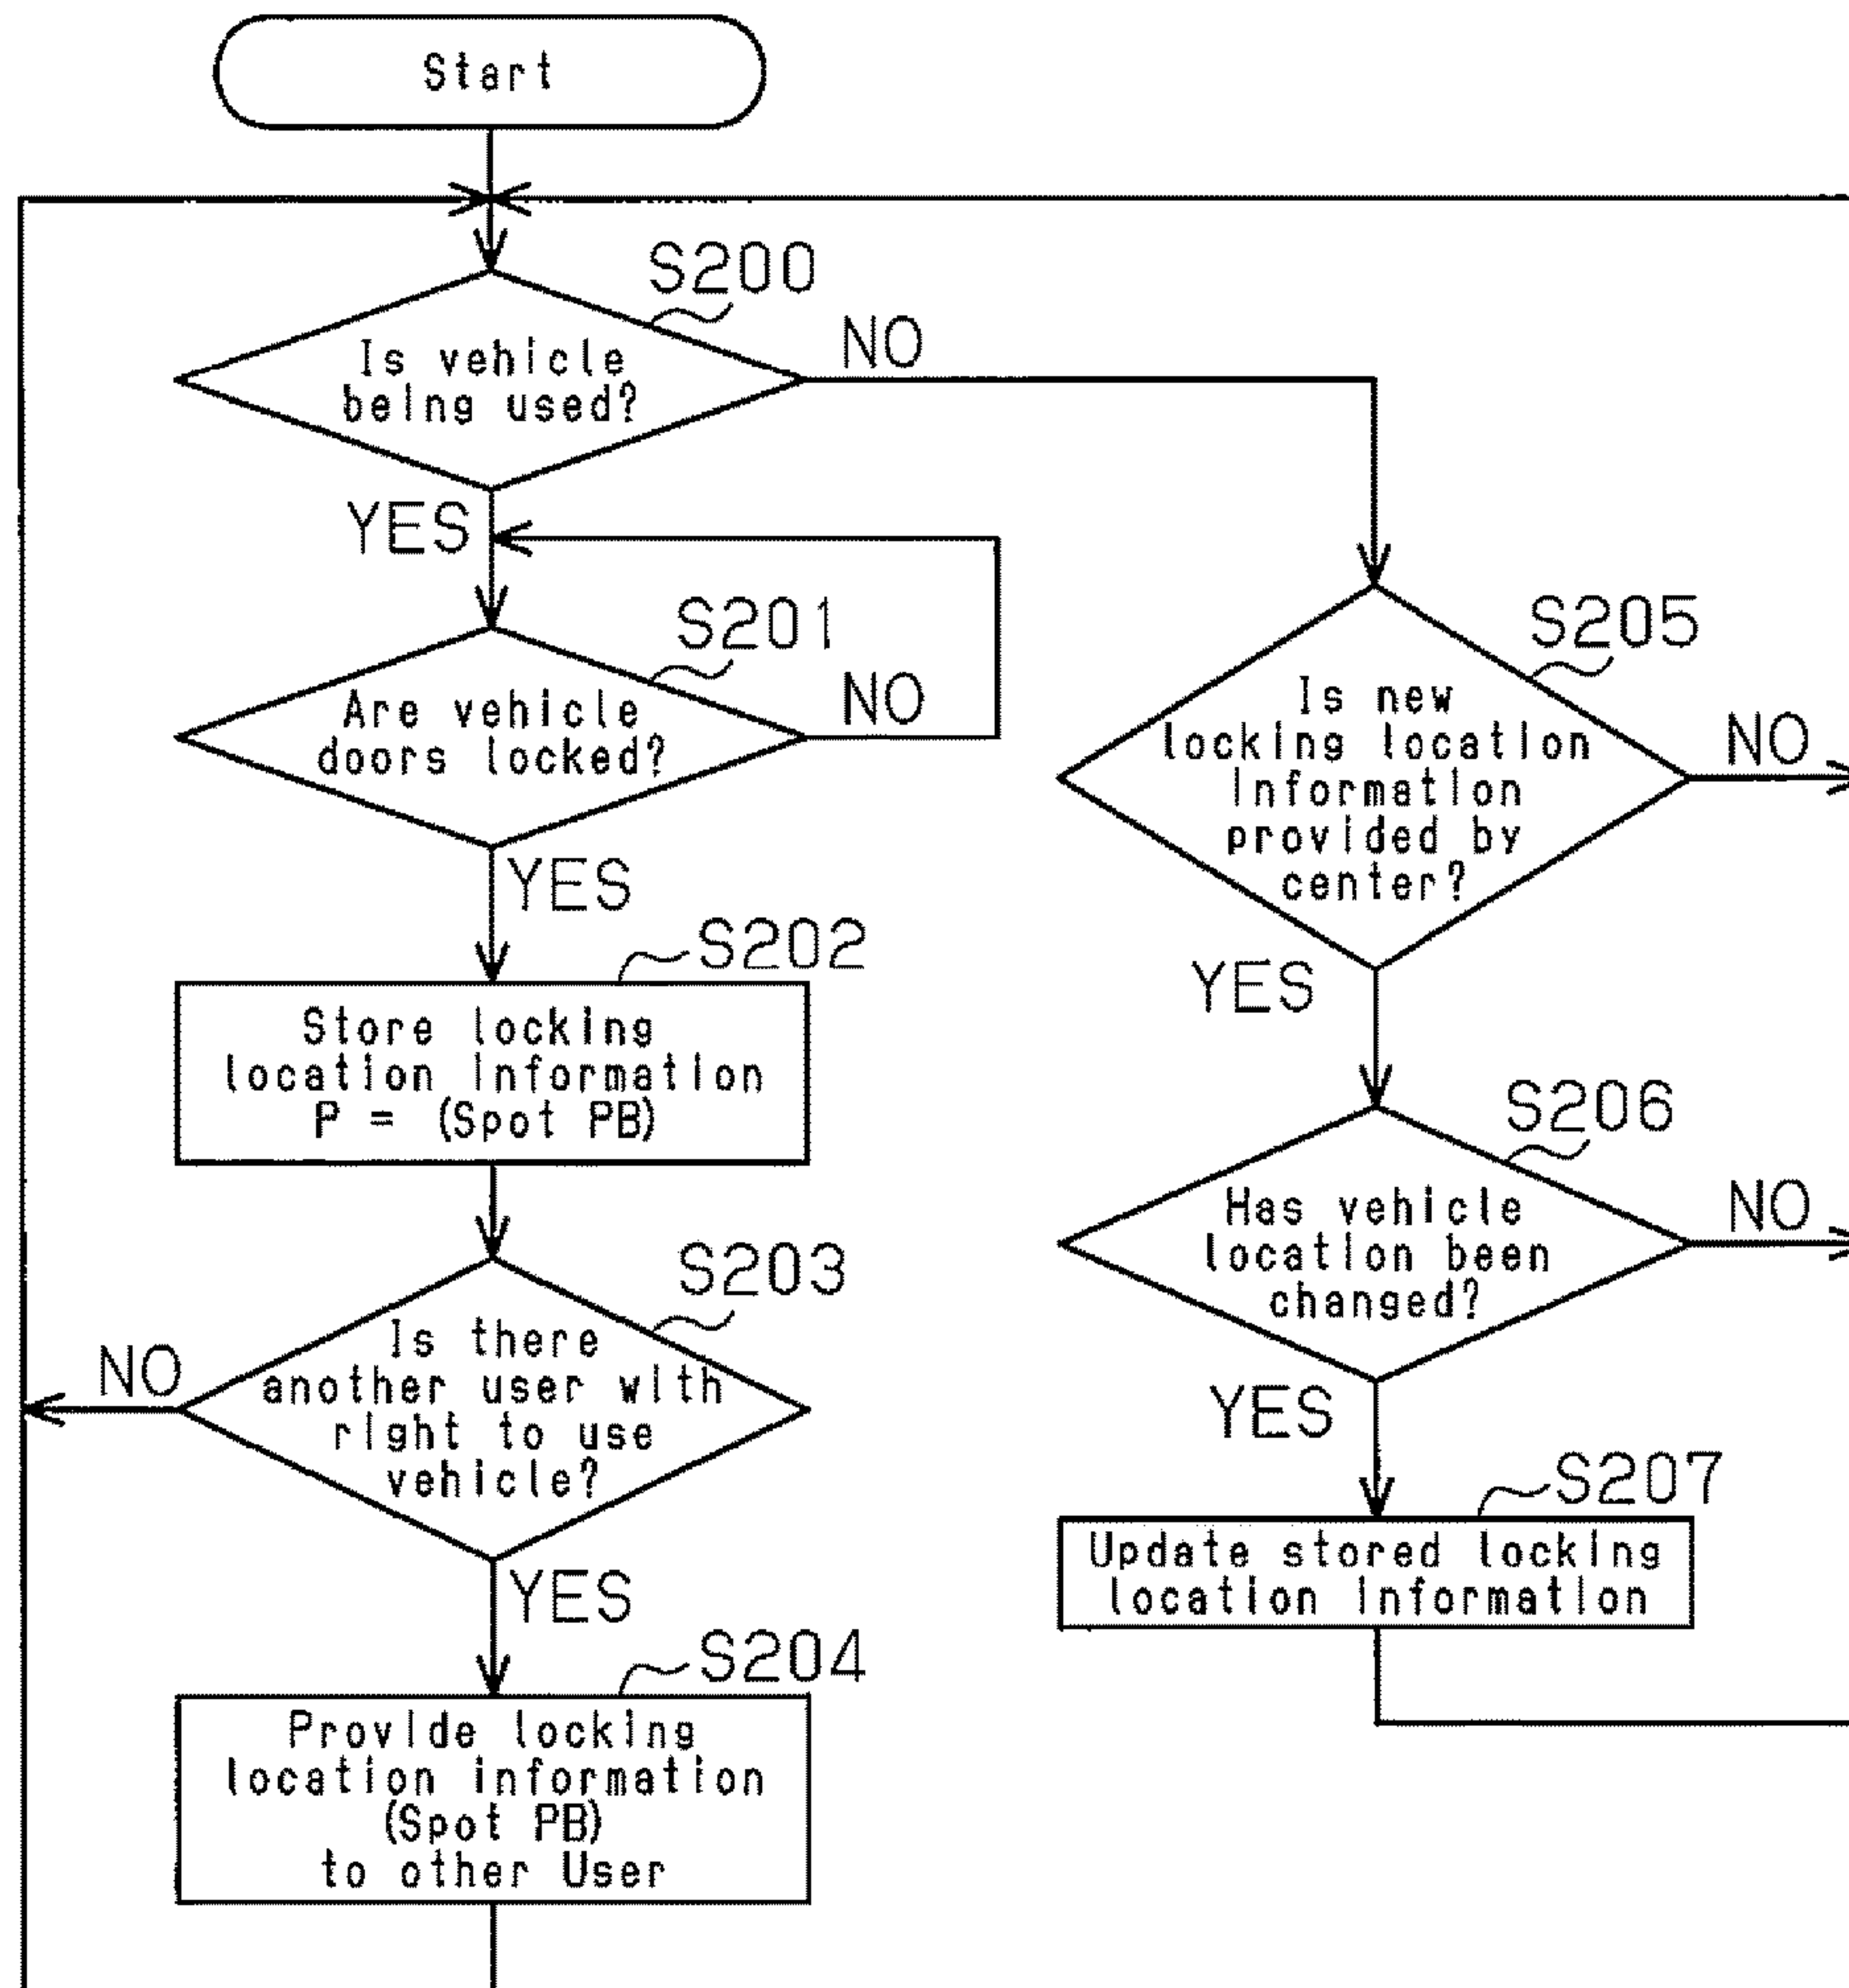 Start
S200
Is vehicle
being used?
NO
YES
S201
Are vehicle
doors locked?
NO
YES
S202
Store locking
location information
P = (Spot PB)
S203
Is there
another user with
right to use
vehicle?
NO
YES
S204
Provide locking
location information
(Spot PB)
to other User
S205
Is new
locking location
information
provided by
center?
NO
YES
S206
Has vehicle
location been
changed?
NO
YES
S207
Update stored locking
location information